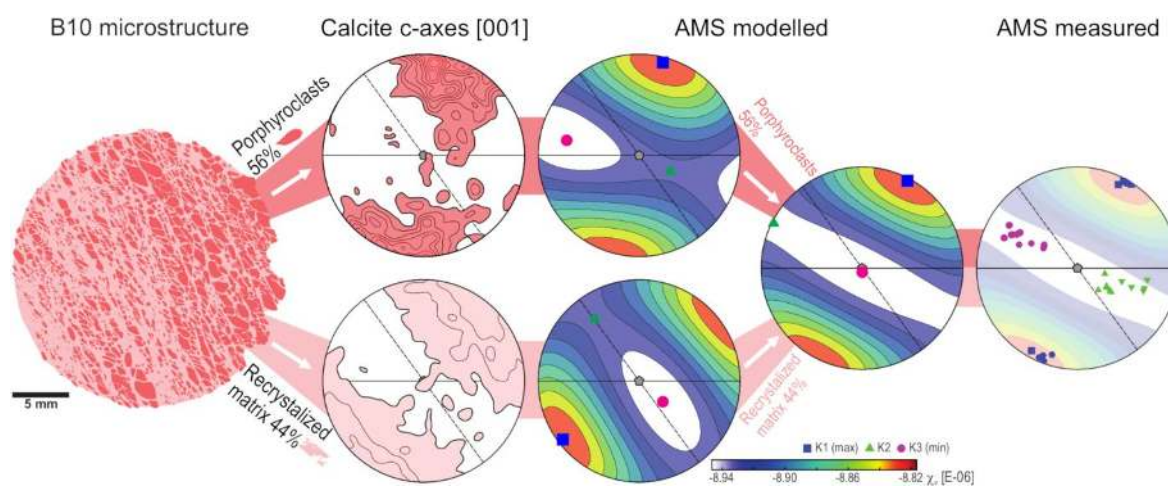 B10 microstructure
Calcite c-axes [001]
AMS modelled
AMS measured
Porphyroclasts
56%
Porphyroclasts
56%
5 mm
Recrystalized
matrix 44%
Recrystalized
matrix 44%
K1 (max) K2 K3 (min)
-8.94 -8.90 -8.86 -8.82
[E-06]